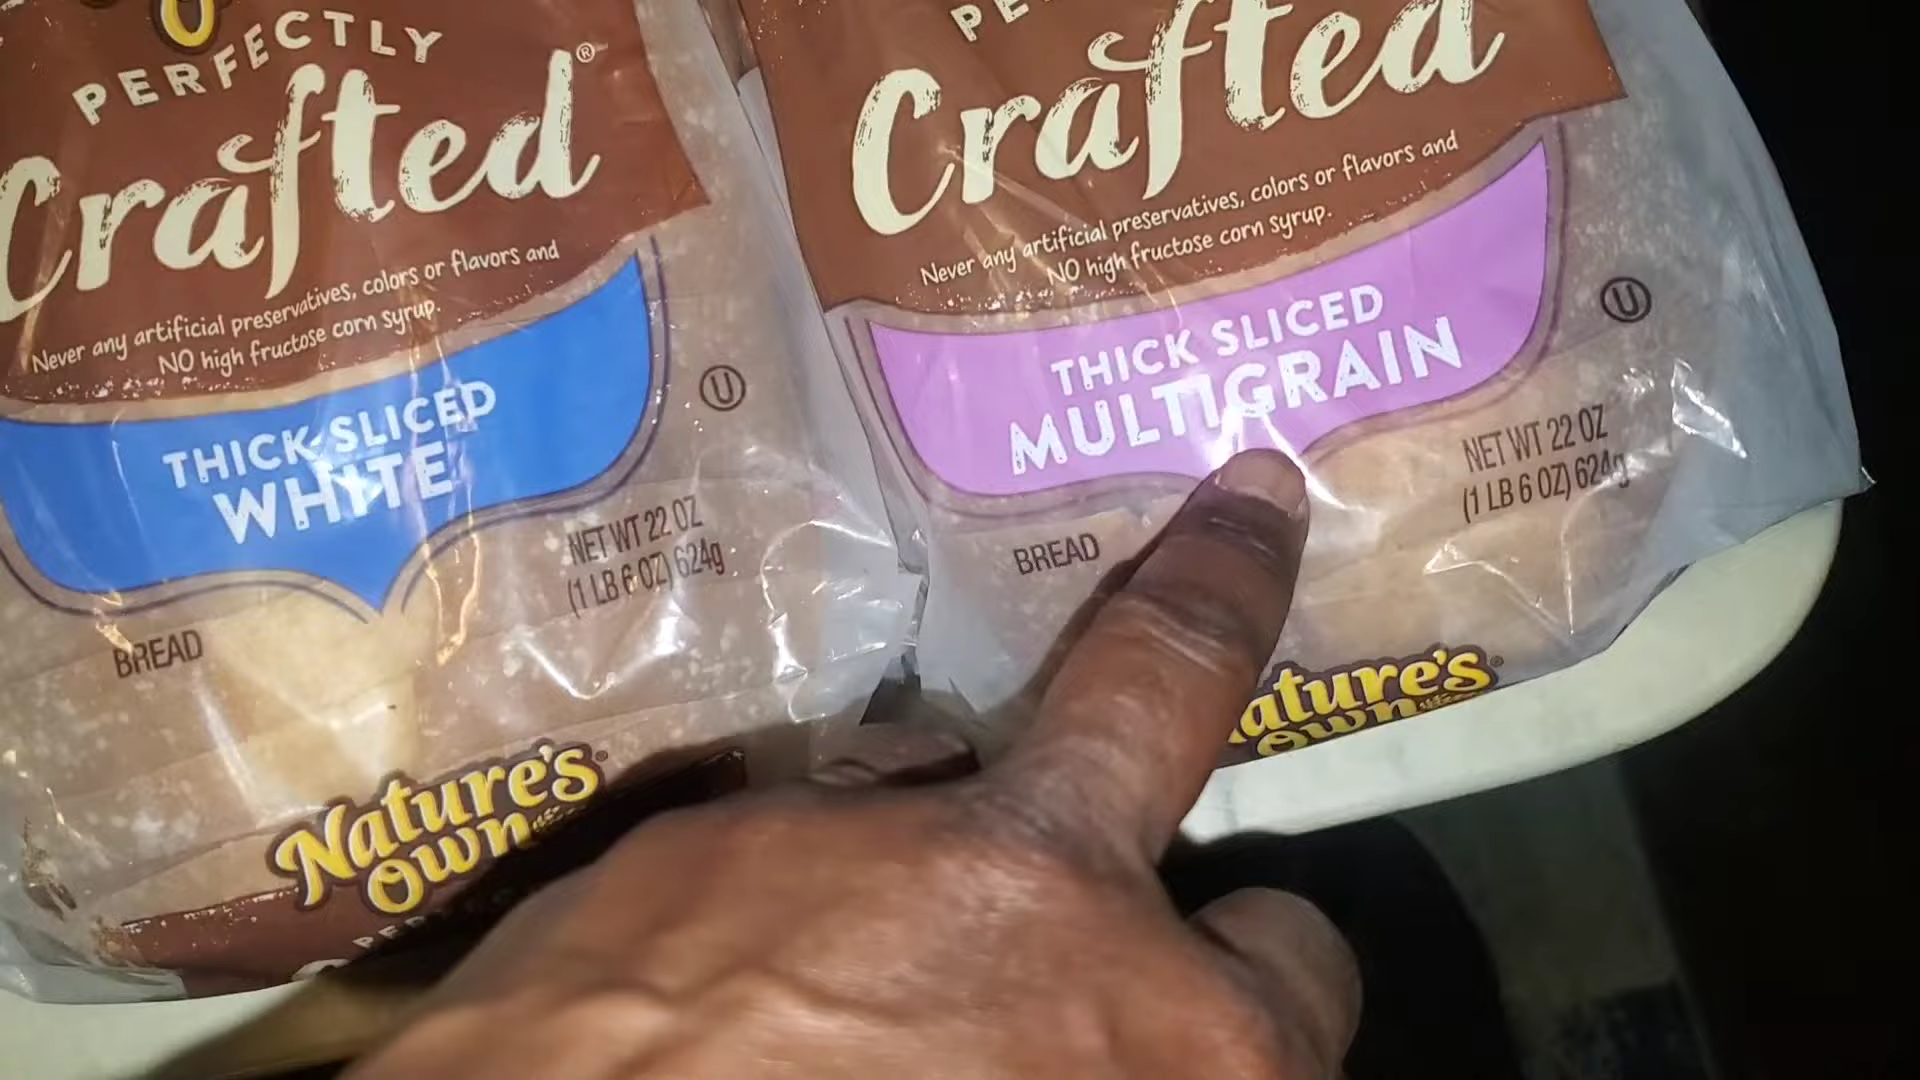 PERFECTLY
Crafted®
Never any artificial preservatives, colors or flavors and
NO high fructose corn syrup.
THICK-SLICED
WHITE
U
NET WT 22 OZ
(1 LB 6 OZ) 624g
BREAD
Nature's
Own
Crafted
Never any artificial preservatives, colors or flavors and
NO high fructose corn syrup.
THICK SLICED
MULTIGRAIN
U
NET WT 22 OZ
(1 LB 6 OZ) 624g
BREAD
Nature's
Own